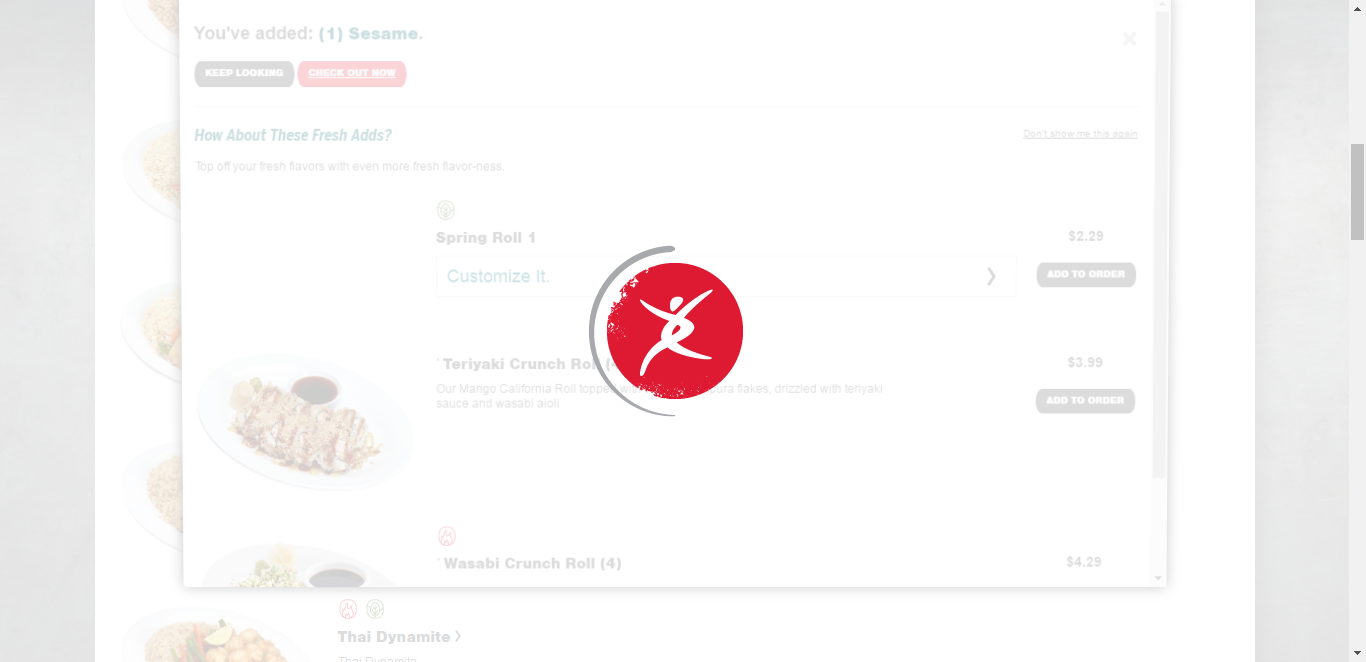 You've added: (1) Sesame.
KEEP LOOKING CHECK OUT NOW
How About These Fresh Adds?
Don't show me this again
Top off your fresh flavors with even more fresh flavor-ness.
Spring Roll 1
$2.29
Customize It.
ADD TO ORDER
*Teriyaki Crunch Roll (4
$3.99
Our Mango California Roll topped with pura flakes, drizzled with teriyaki
sauce and wasabi aioli
ADD TO ORDER
*Wasabi Crunch Roll (4)
$4.29
Thai Dynamite
Thai Dynamite